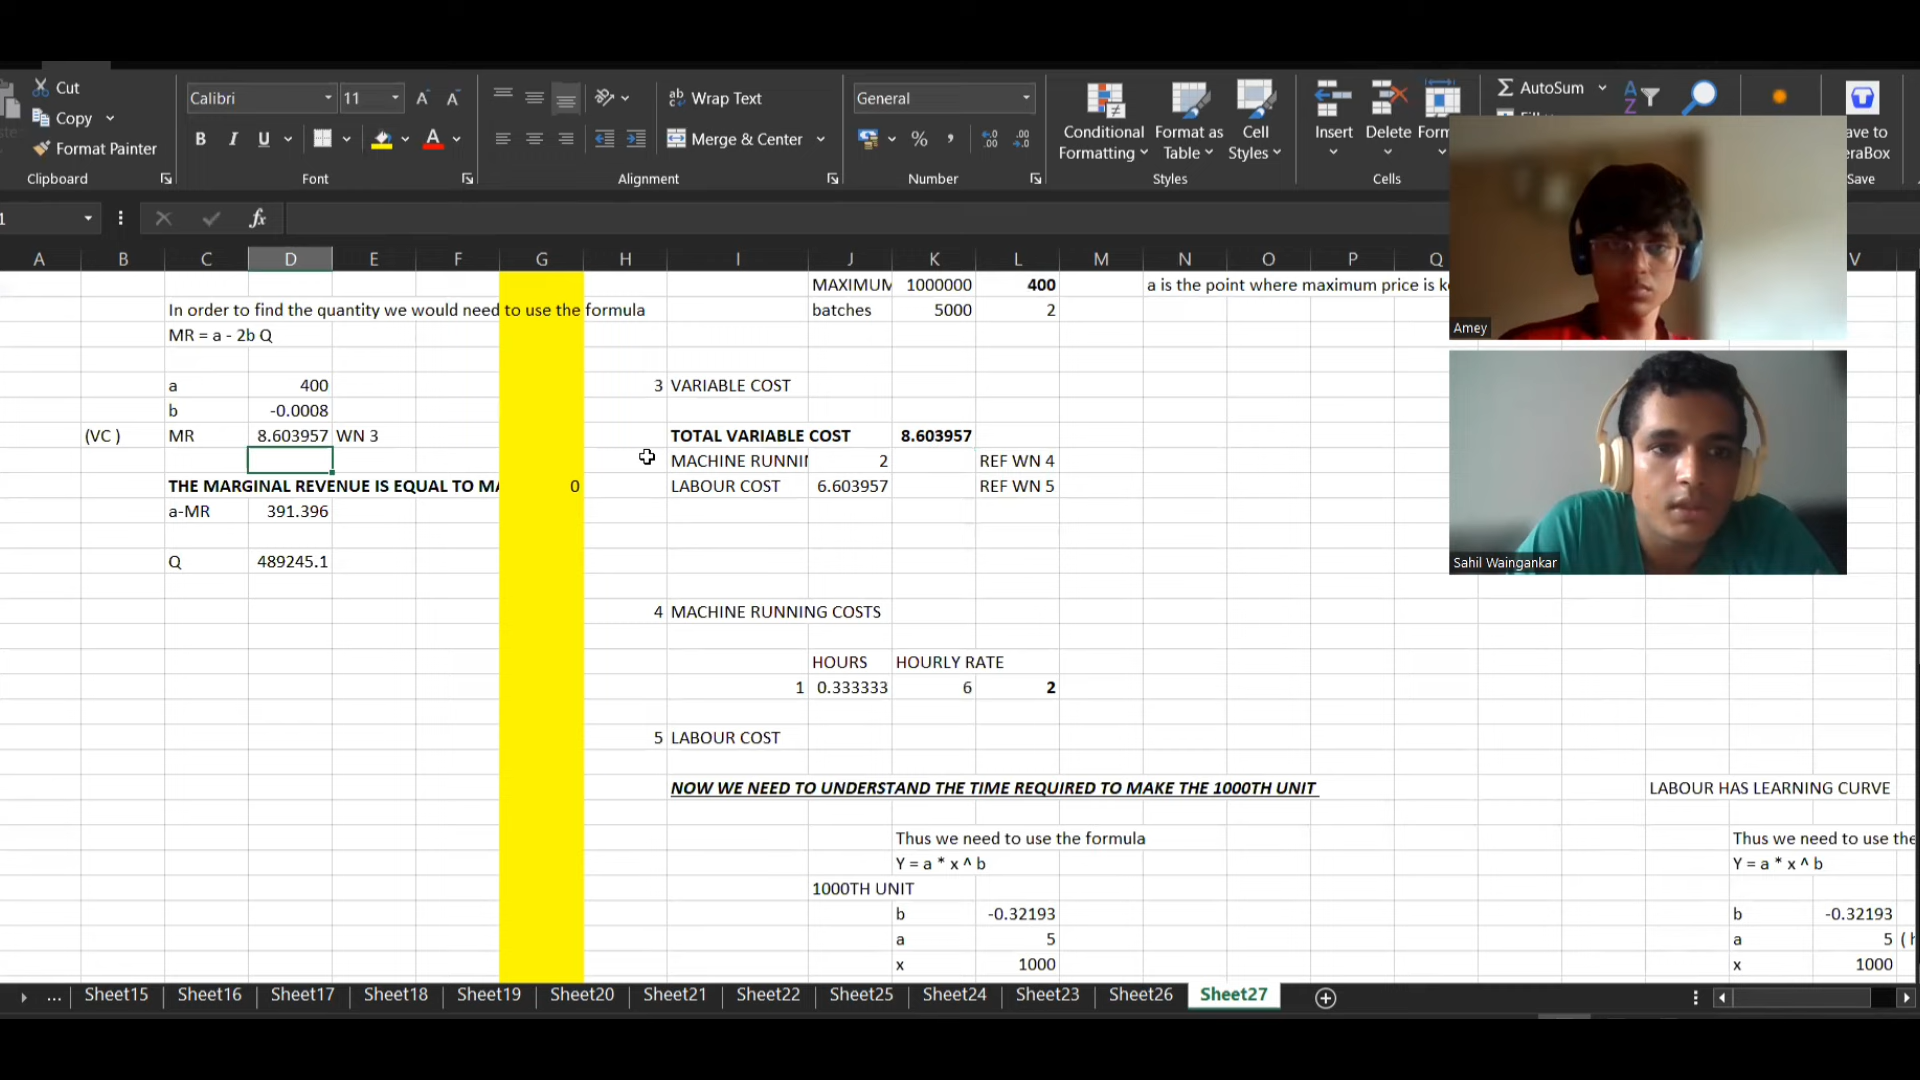 Cut
Copy
Format Painter
Clipboard
Calibri 11
B I U A
Font
ab Wrap Text
Merge & Center
Alignment
General
%
Number
Conditional Formatting
Format as Table
Cell Styles
Styles
Insert Delete Form
Cells
AutoSum
Save
1
fx
A B C D E F G H I J K L M N O P Q V
MAXIMUM 1000000 400 a is the point where maximum price is k
In order to find the quantity we would need to use the formula batches 5000 2
MR = a - 2b Q
a 400 3 VARIABLE COST
b -0.0008
(VC ) MR 8.603957 WN 3 TOTAL VARIABLE COST 8.603957
MACHINE RUNNI 2 REF WN 4
THE MARGINAL REVENUE IS EQUAL TO MA 0 LABOUR COST 6.603957 REF WN 5
a-MR 391.396
Q 489245.1
4 MACHINE RUNNING COSTS
HOURS HOURLY RATE
1 0.333333 6 2
5 LABOUR COST
NOW WE NEED TO UNDERSTAND THE TIME REQUIRED TO MAKE THE 1000TH UNIT LABOUR HAS LEARNING CURVE
Thus we need to use the formula Thus we need to use the
Y = a * x ^ b Y = a * x ^ b
1000TH UNIT
b -0.32193 b -0.32193
a 5 a 5 ( h
x 1000 x 1000
... Sheet15 Sheet16 Sheet17 Sheet18 Sheet19 Sheet20 Sheet21 Sheet22 Sheet25 Sheet24 Sheet23 Sheet26 Sheet27
Amey
Sahil Waingankar